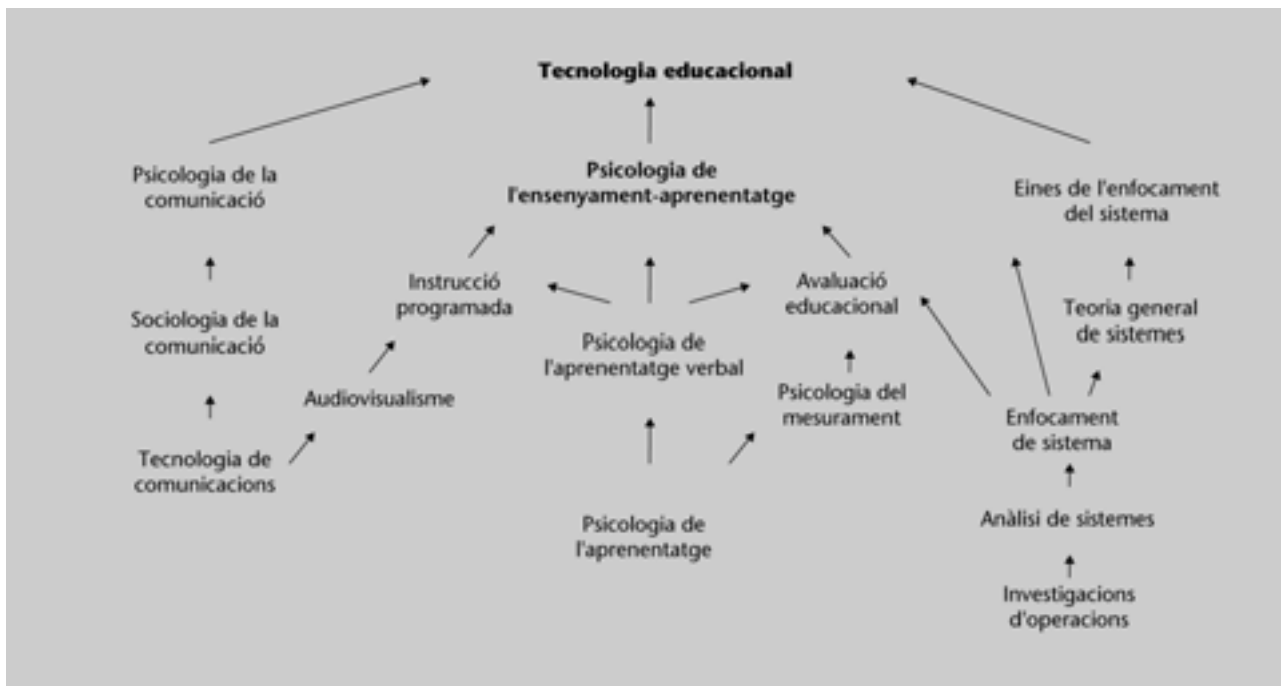 Tecnologia educacional
Psicologia de la
comunicació
Psicologia de
l'ensenyament-aprenentatge
Eines de l'enfocament
del sistema
Instrucció
programada
Avaluació
educacional
Sociologia de la
comunicació
Psicologia de
l'aprenentatge verbal
Teoria general
de sistemes
Audiovisualisme
Psicologia del
mesurament
Enfocament
de sistema
Tecnologia de
comunicacions
Psicologia de
l'aprenentatge
Anàlisi de sistemes
Investigacions
d'operacions